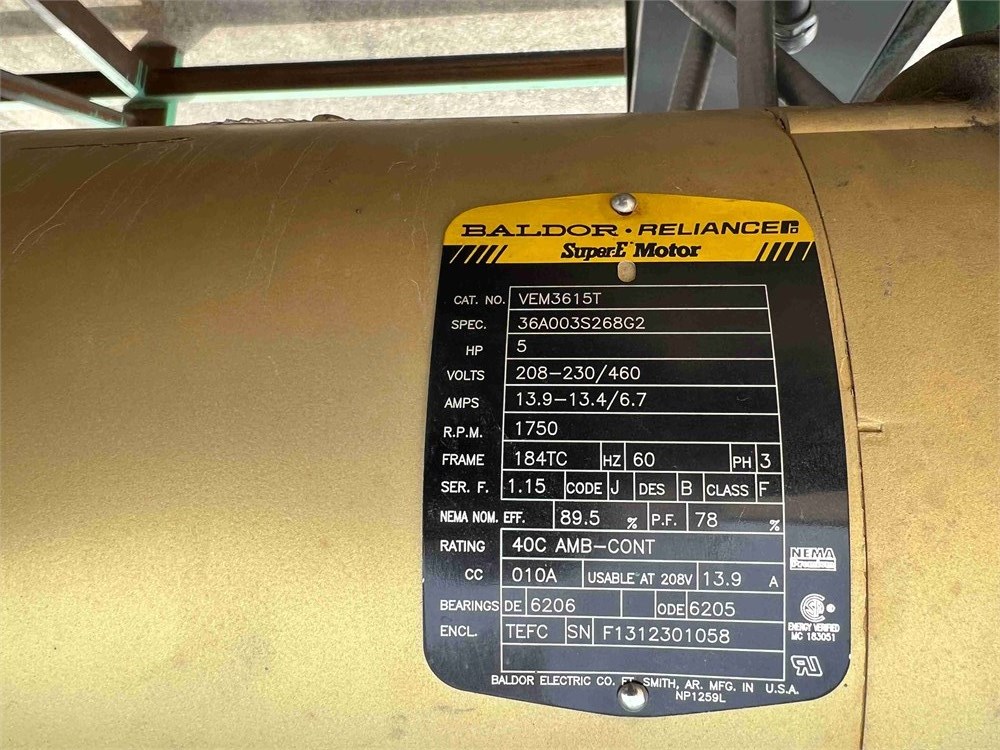 BALDOR · RELIANCE
Super-E Motor
CAT. NO. VEM3615T
SPEC. 36A003S268G2
HP 5
VOLTS 208-230/460
AMPS 13.9-13.4/6.7
R.P.M. 1750
FRAME 184TC HZ 60 PH 3
SER. F. 1.15 CODE J DES B CLASS F
NEMA NOM. EFF. 89.5 % P.F. 78 %
RATING 40C AMB-CONT
CC 010A USABLE AT 208V 13.9 A
BEARINGS DE 6206 ODE 6205
ENCL. TEFC SN F1312301058
NEMA
Premium
ENERGY VERIFIED
MC 183051
BALDOR ELECTRIC CO. FT. SMITH, AR. MFG. IN U.S.A.
NP1259L